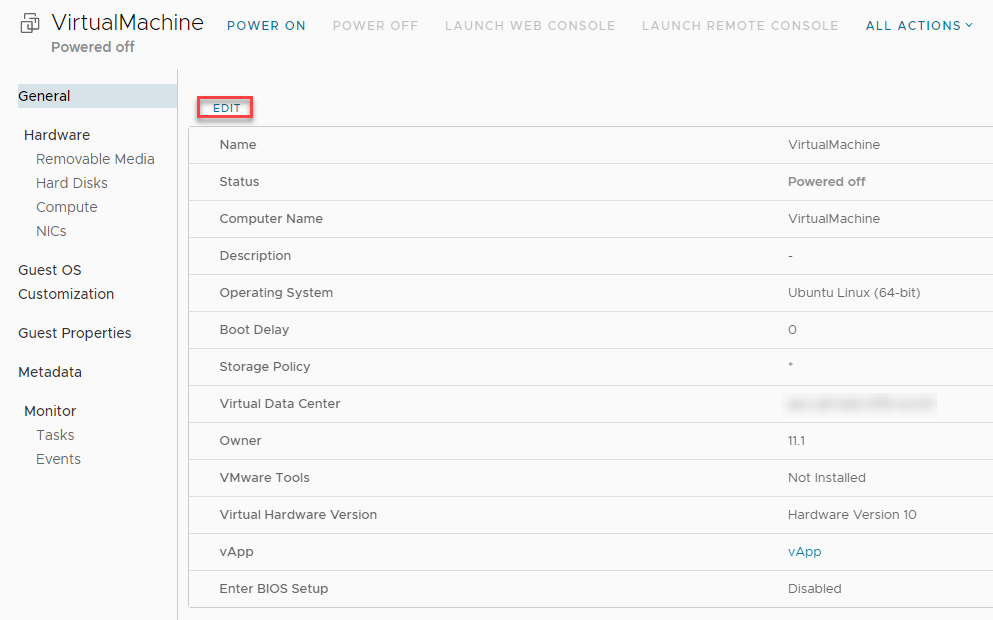 VirtualMachine POWER ON POWER OFF LAUNCH WEB CONSOLE LAUNCH REMOTE CONSOLE ALL ACTIONS
Powered off
General
Hardware
Removable Media
Hard Disks
Compute
NICs
Guest OS
Customization
Guest Properties
Metadata
Monitor
Tasks
Events
EDIT
Name VirtualMachine
Status Powered off
Computer Name VirtualMachine
Description -
Operating System Ubuntu Linux (64-bit)
Boot Delay 0
Storage Policy *
Virtual Data Center
Owner 11.1
VMware Tools Not Installed
Virtual Hardware Version Hardware Version 10
vApp vApp
Enter BIOS Setup Disabled